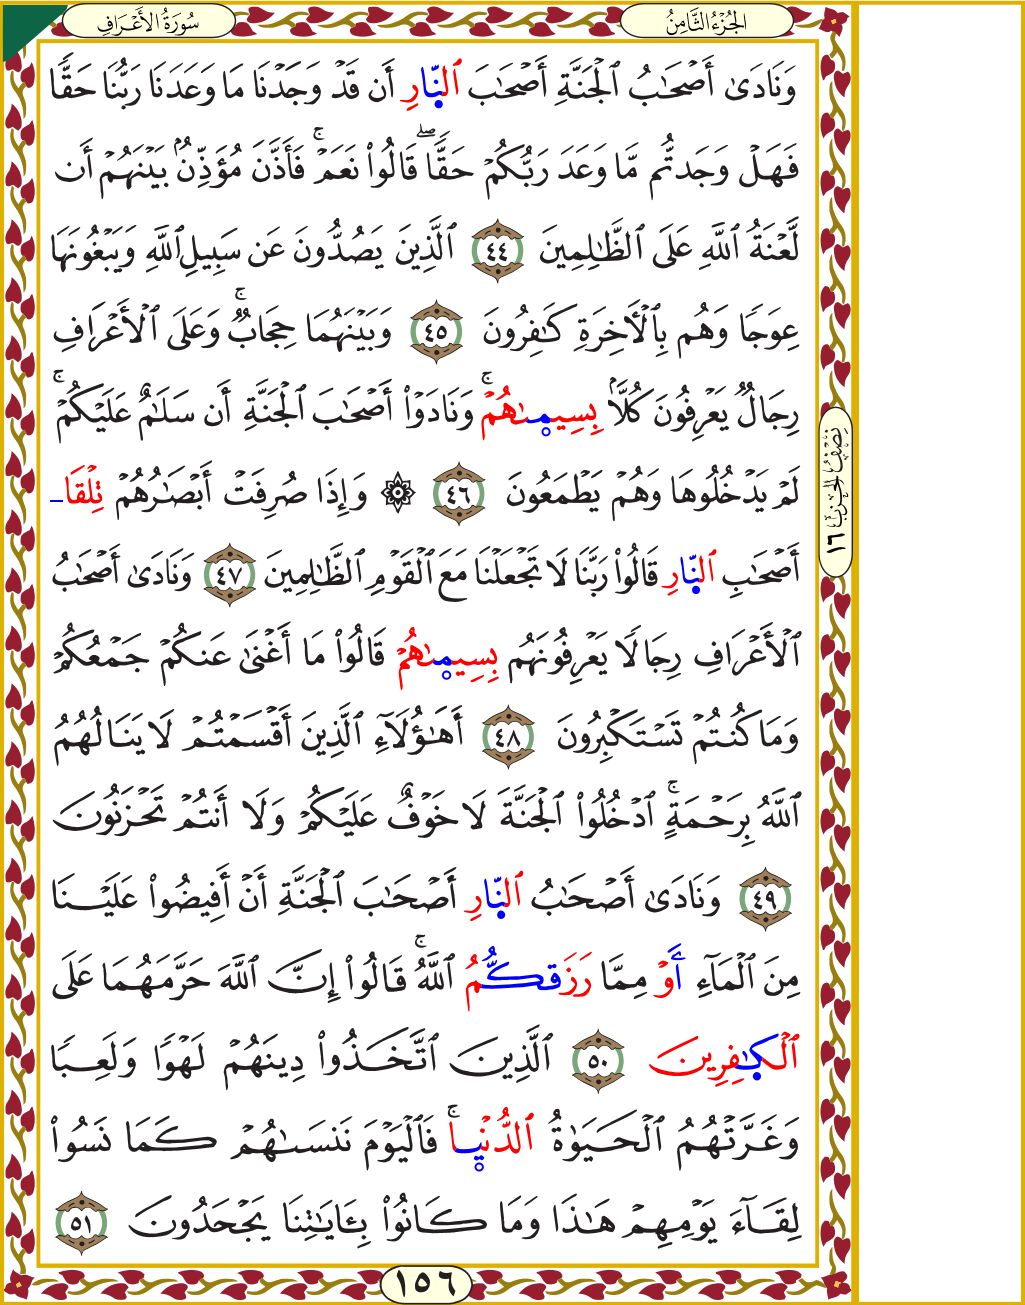 الجُزْءُ الثَّامِنُ
سُورَةُ الأَعْرَافِ
وَنَادَىٰ أَصْحَٰبُ ٱلْجَنَّةِ أَصْحَٰبَ ٱلنّ۪ارِ أَن قَدْ وَجَدْنَا مَا وَعَدَنَا رَبُّنَا حَقًّا
فَهَلْ وَجَدتُّم مَّا وَعَدَ رَبُّكُمْ حَقًّا ۖ قَالُوا۟ نَعَمْ ۚ فَأَذَّنَ مُؤَذِّنٌۢ بَيْنَهُمْ أَن
لَّعْنَةُ ٱللَّهِ عَلَى ٱلظَّٰلِمِينَ ٤٤ ٱلَّذِينَ يَصُدُّونَ عَن سَبِيلِ ٱللَّهِ وَيَبْغُونَهَا
عِوَجًا وَهُم بِٱلْأَخِرَةِ كَٰفِرُونَ ٤٥ وَبَيْنَهُمَا حِجَابٌ ۚ وَعَلَى ٱلْأَعْرَافِ
رِجَالٌ يَعْرِفُونَ كُلًّۢا بِسِيم۪ىٰهُمْ ۚ وَنَادَوْا۟ أَصْحَٰبَ ٱلْجَنَّةِ أَن سَلَٰمٌ عَلَيْكُمْ ۚ
لَمْ يَدْخُلُوهَا وَهُمْ يَطْمَعُونَ ٤٦ ۞ وَإِذَا صُرِفَتْ أَبْصَٰرُهُمْ تِلْقَا
أَصْحَٰبِ ٱلنّ۪ارِ قَالُوا۟ رَبَّنَا لَا تَجْعَلْنَا مَعَ ٱلْقَوْمِ ٱلظَّٰلِمِينَ ٤٧ وَنَادَىٰ أَصْحَٰبُ
ٱلْأَعْرَافِ رِجَالًا يَعْرِفُونَهُم بِسِيم۪ىٰهُمْ قَالُوا۟ مَا أَغْنَىٰ عَنكُمْ جَمْعُكُمْ
وَمَا كُنتُمْ تَسْتَكْبِرُونَ ٤٨ أَهَٰؤُلَآءِ ٱلَّذِينَ أَقْسَمْتُمْ لَا يَنَالُهُمُ
ٱللَّهُ بِرَحْمَةٍ ۚ ٱدْخُلُوا۟ ٱلْجَنَّةَ لَا خَوْفٌ عَلَيْكُمْ وَلَا أَنتُمْ تَحْزَنُونَ
٤٩ وَنَادَىٰ أَصْحَٰبُ ٱلنّ۪ارِ أَصْحَٰبَ ٱلْجَنَّةِ أَنْ أَفِيضُوا۟ عَلَيْنَا
مِنَ ٱلْمَآءِ أَوْ مِمَّا رَزَقكُّمُ ٱللَّهُ ۚ قَالُوا۟ إِنَّ ٱللَّهَ حَرَّمَهُمَا عَلَى
ٱلْكٰ۪فِرِينَ ٥٠ ٱلَّذِينَ ٱتَّخَذُوا۟ دِينَهُمْ لَهْوًا وَلَعِبًا
وَغَرَّتْهُمُ ٱلْحَيَوٰةُ ٱلدُّنْي۪ا ۚ فَٱلْيَوْمَ نَنسَىٰهُمْ كَمَا نَسُوا۟
لِقَآءَ يَوْمِهِمْ هَٰذَا وَمَا كَانُوا۟ بِـَٔايَٰتِنَا يَجْحَدُونَ ٥١
نِصْفُ الحِزْبِ ١٦
١٥٦